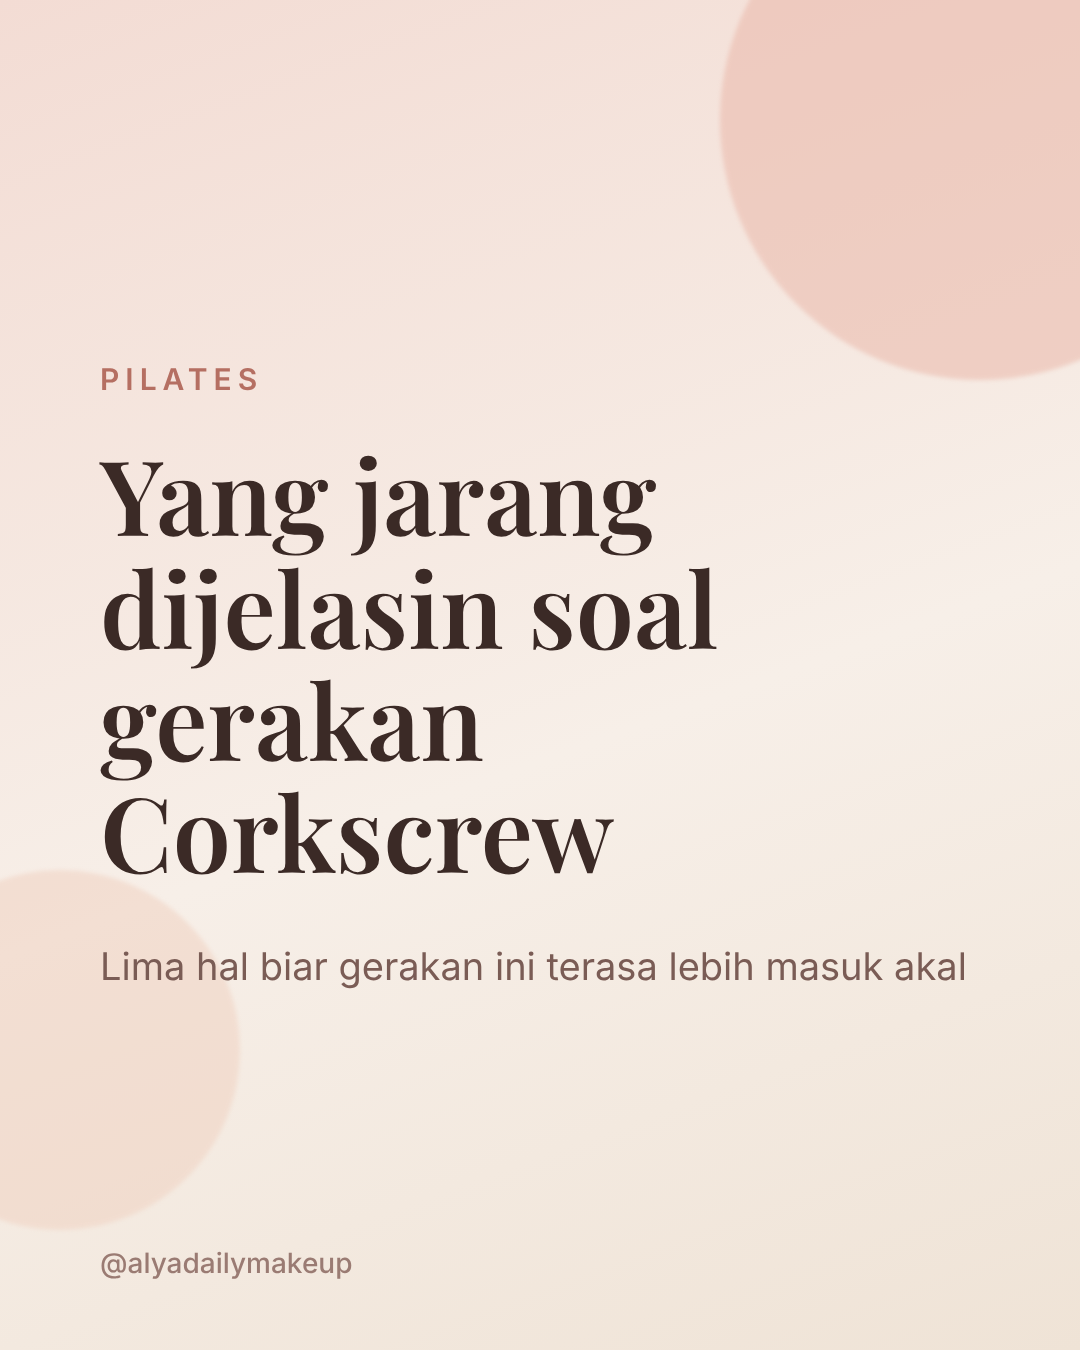 PILATES
Yang jarang
dijelasin soal
gerakan
Corkscrew
Lima hal biar gerakan ini terasa lebih masuk akal
@alyadailymakeup